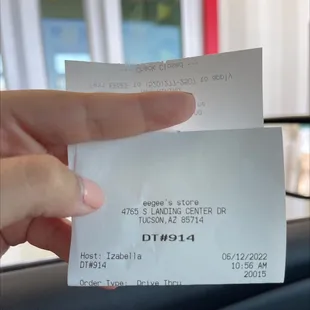 eegee's store
4765 S LANDING CENTER DR
TUCSON, AZ 85714
DT#914
Host: Izabella 06/12/2022
DT#914 10:56 AM
20015
Order Type: Drive Thru